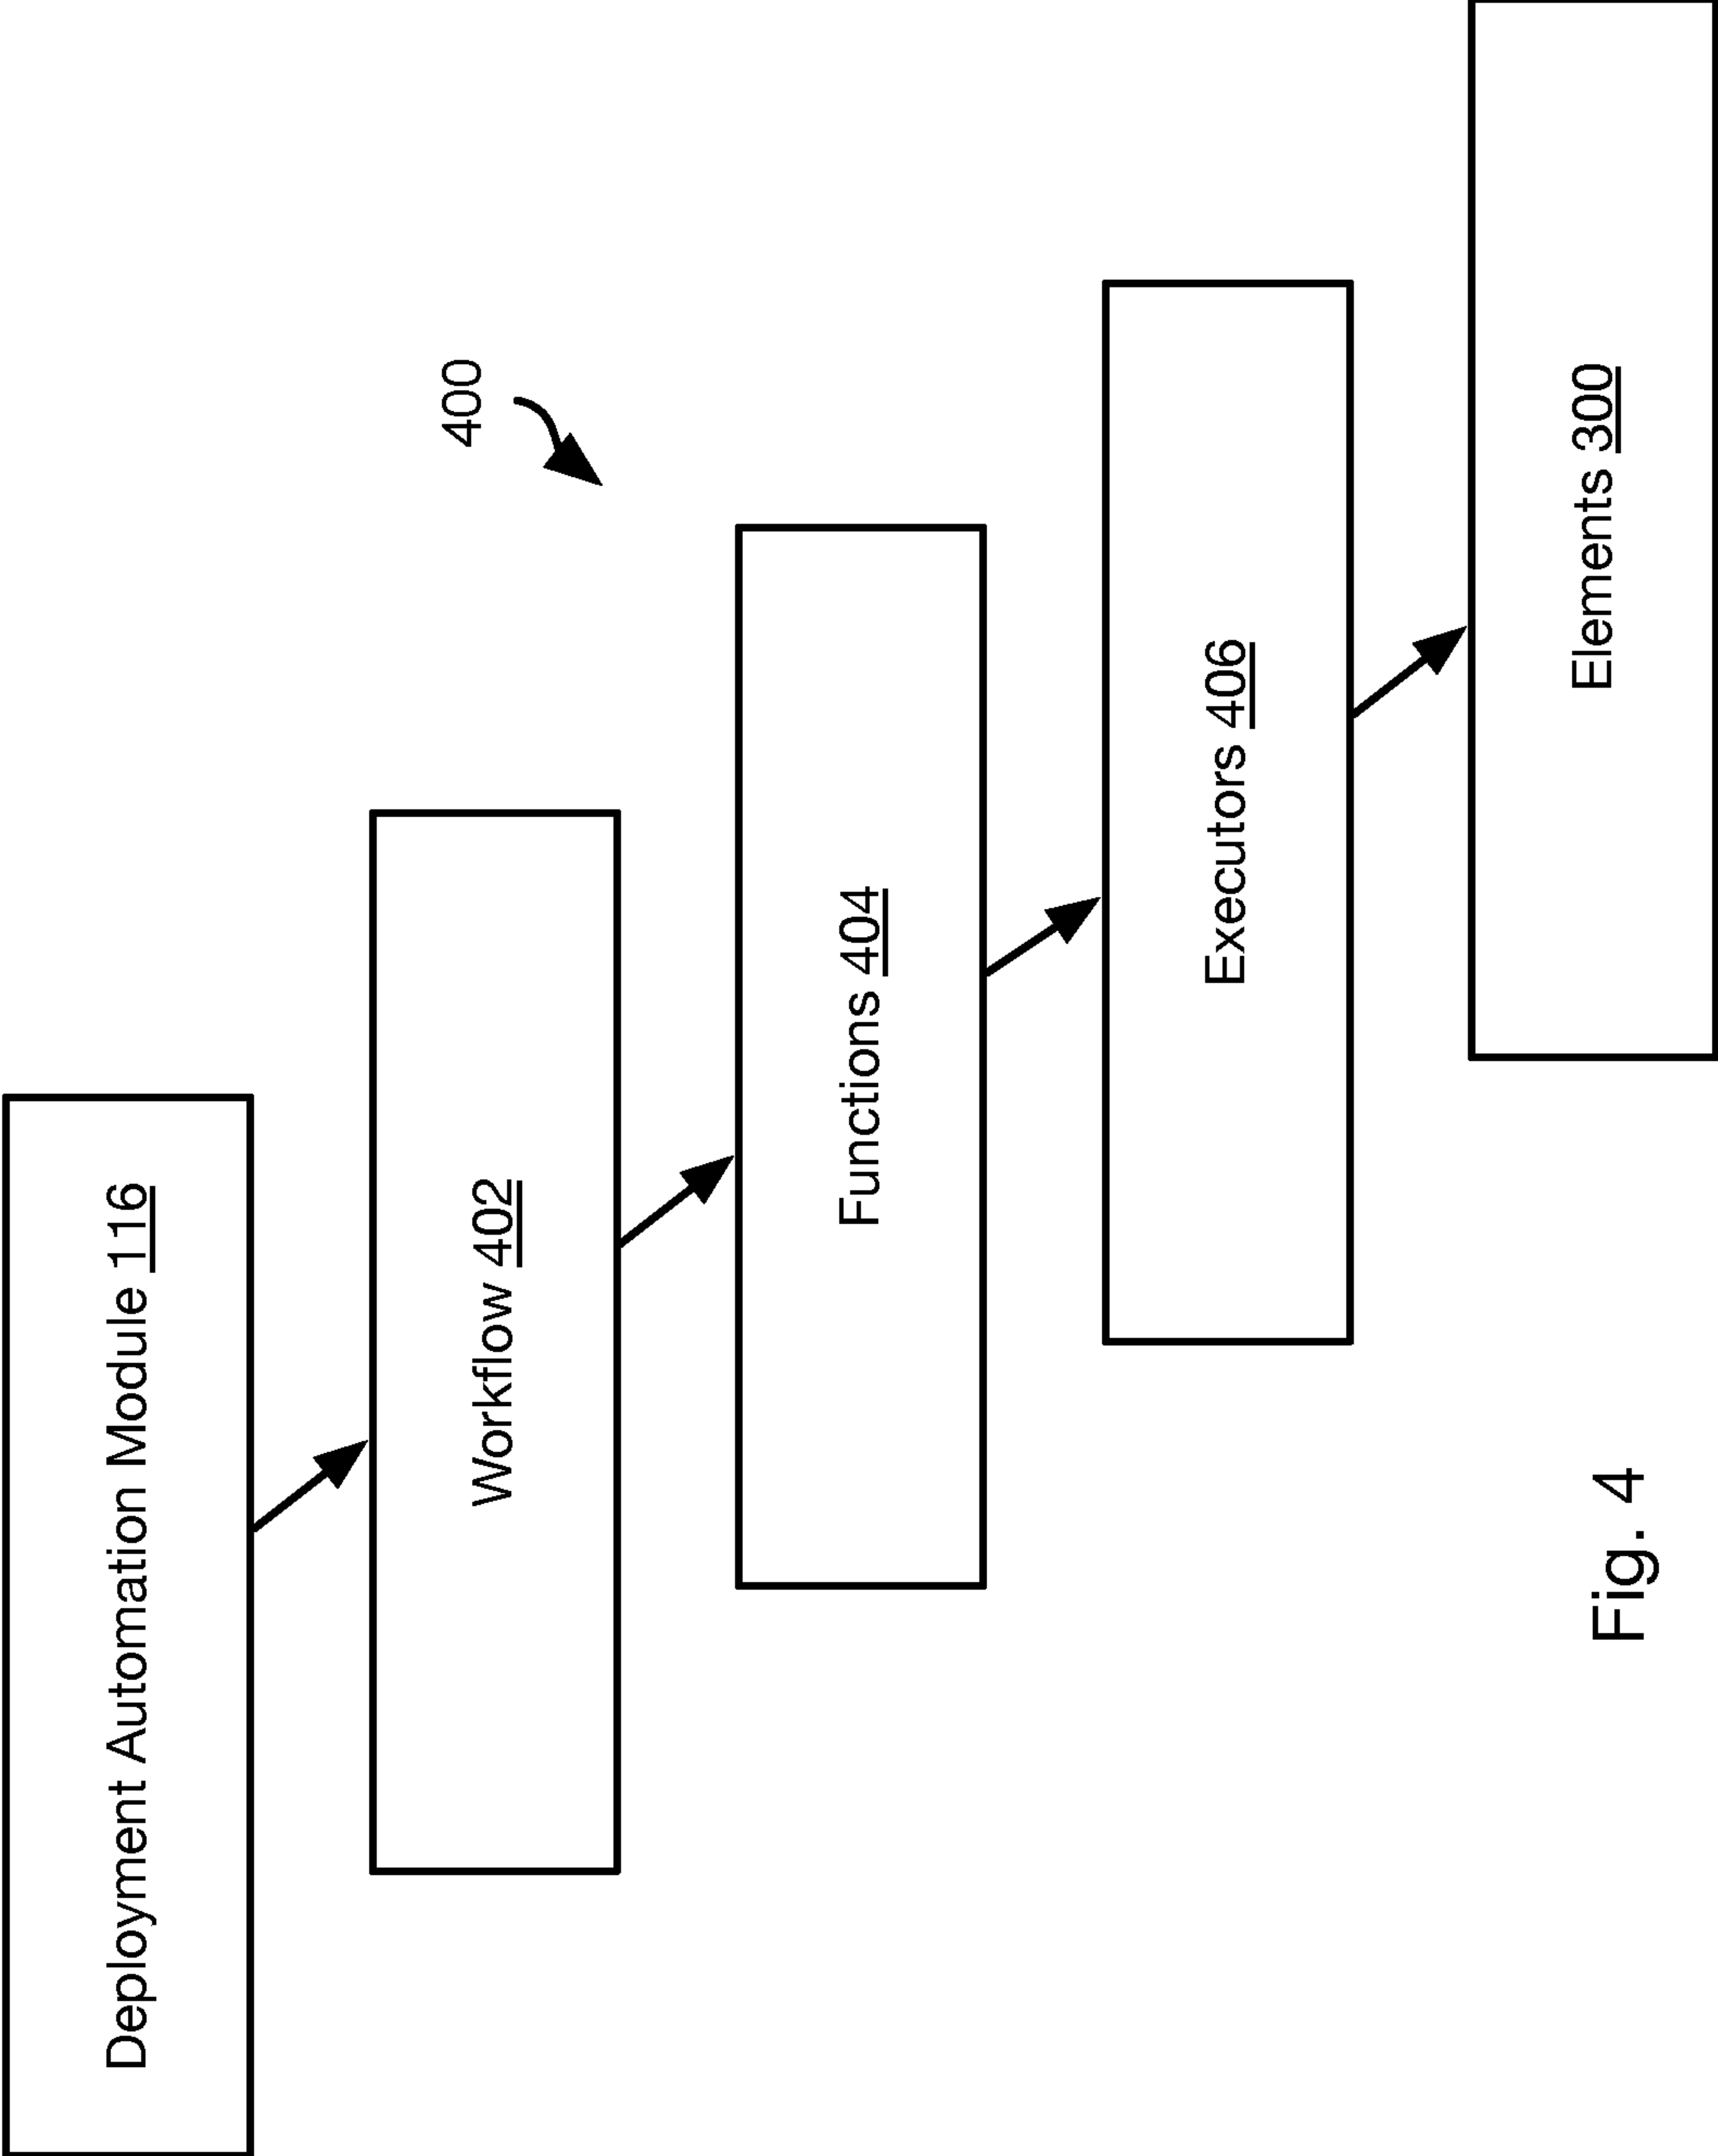 Deployment Automation Module 116
400
Workflow 402
Functions 404
Executors 406
Elements 300
Fig. 4